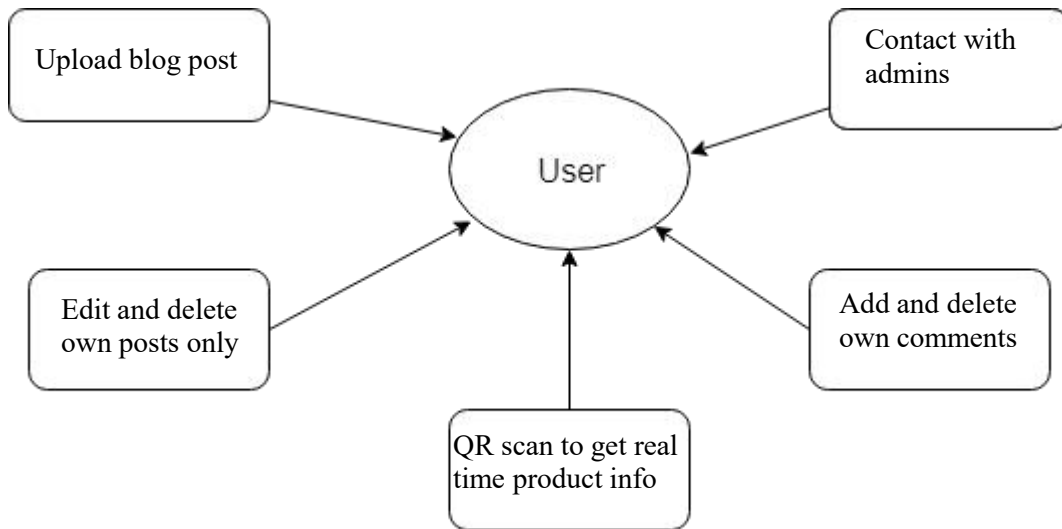 Upload blog post
Contact with
admins
User
Edit and delete
own posts only
Add and delete
own comments
QR scan to get real
time product info